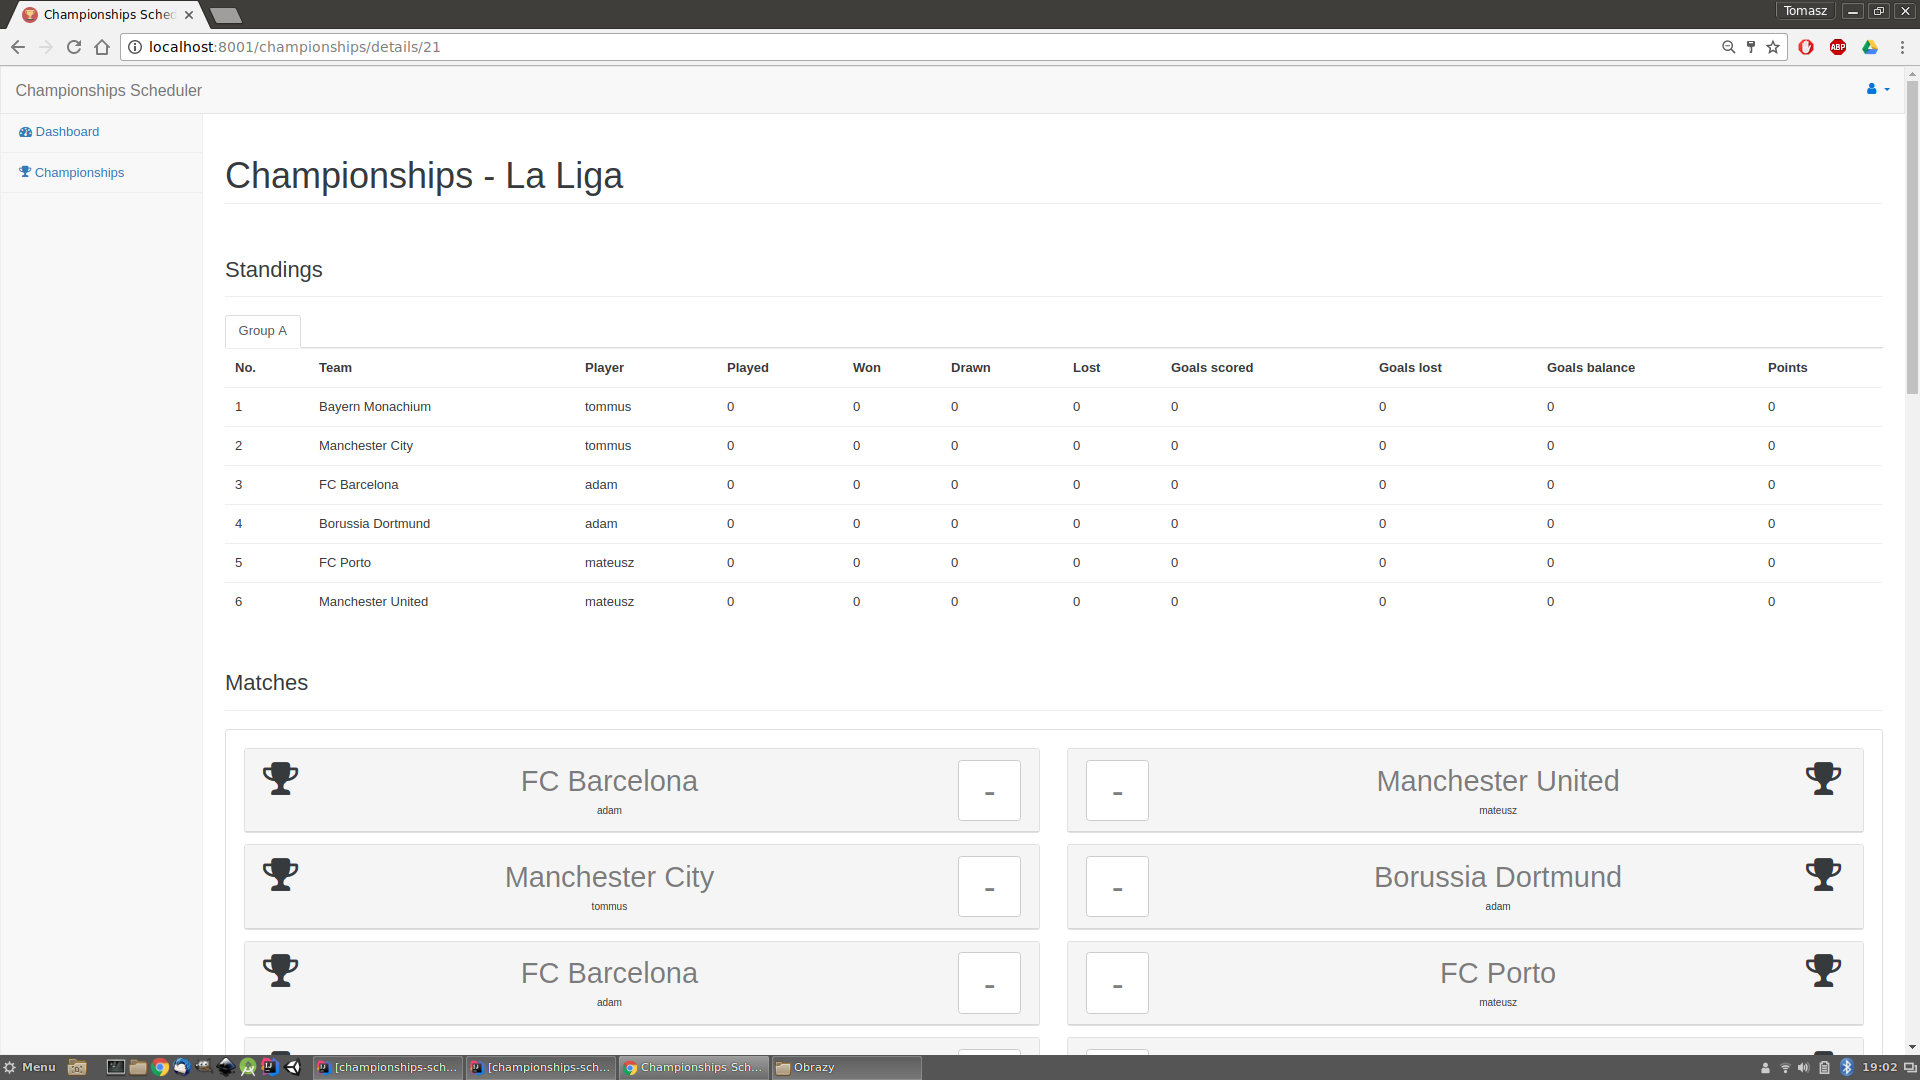 Championships Sched
Tomasz
localhost:8001/championships/details/21
ABP
Championships Scheduler
Dashboard
Championships
Championships - La Liga
Standings
Group A
No. Team Player Played Won Drawn Lost Goals scored Goals lost Goals balance Points
1 Bayern Monachium tommus 0 0 0 0 0 0 0 0
2 Manchester City tommus 0 0 0 0 0 0 0 0
3 FC Barcelona adam 0 0 0 0 0 0 0 0
4 Borussia Dortmund adam 0 0 0 0 0 0 0 0
5 FC Porto mateusz 0 0 0 0 0 0 0 0
6 Manchester United mateusz 0 0 0 0 0 0 0 0
Matches
FC Barcelona - - Manchester United
adam mateusz
Manchester City - - Borussia Dortmund
tommus adam
FC Barcelona - - FC Porto
adam mateusz
Menu [championships-sch... [championships-sch... Championships Sch... Obrazy 19:02